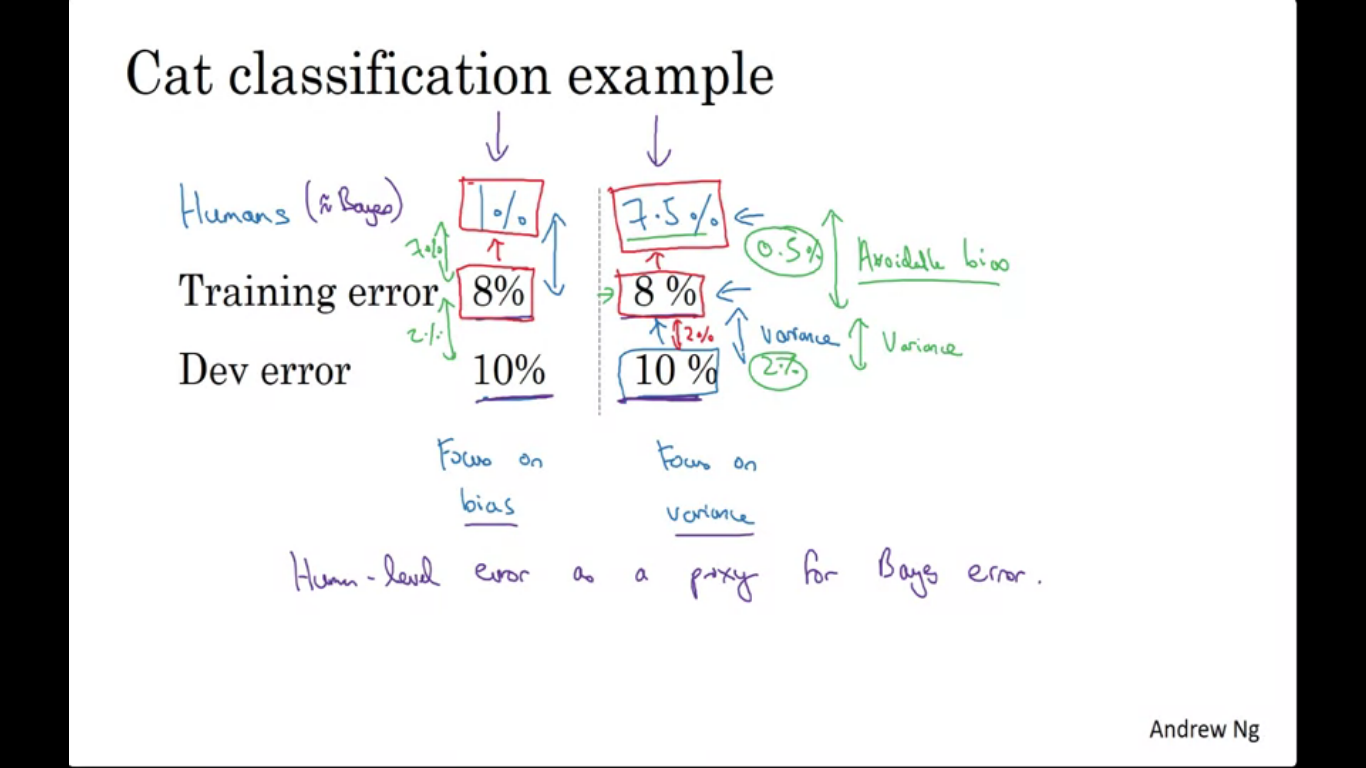 Cat classification example
Humans (≈ Bayes) 1% 7.5%
7% 0.5% Avoidable bias
Training error 8% 8 %
2% 2% variance Variance
Dev error 10% 10 % 2%
Focus on Focus on
bias variance
Human-level error as a proxy for Bayes error.
Andrew Ng